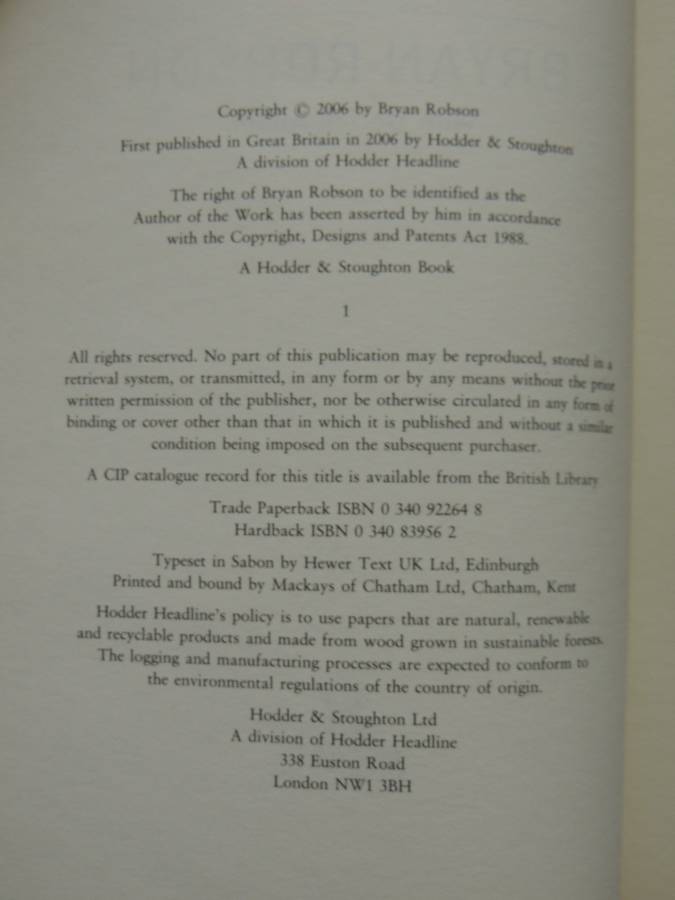 BRYAN ROBSON
Copyright © 2006 by Bryan Robson
First published in Great Britain in 2006 by Hodder & Stoughton
A division of Hodder Headline
The right of Bryan Robson to be identified as the
Author of the Work has been asserted by him in accordance
with the Copyright, Designs and Patents Act 1988.
A Hodder & Stoughton Book
1
All rights reserved. No part of this publication may be reproduced, stored in a
retrieval system, or transmitted, in any form or by any means without the prior
written permission of the publisher, nor be otherwise circulated in any form of
binding or cover other than that in which it is published and without a similar
condition being imposed on the subsequent purchaser.
A CIP catalogue record for this title is available from the British Library
Trade Paperback ISBN 0 340 92264 8
Hardback ISBN 0 340 83956 2
Typeset in Sabon by Hewer Text UK Ltd, Edinburgh
Printed and bound by Mackays of Chatham Ltd, Chatham, Kent
Hodder Headline's policy is to use papers that are natural, renewable
and recyclable products and made from wood grown in sustainable forests.
The logging and manufacturing processes are expected to conform to
the environmental regulations of the country of origin.
Hodder & Stoughton Ltd
A division of Hodder Headline
338 Euston Road
London NW1 3BH